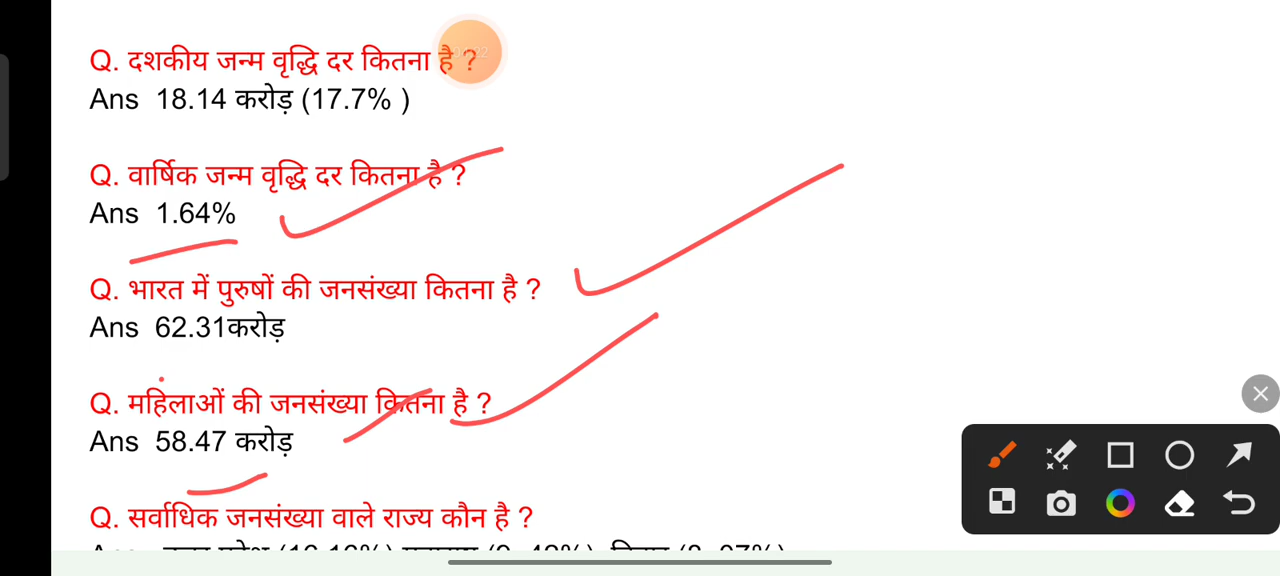 Q. दशकीय जन्म वृद्धि दर कितना है ?
Ans 18.14 करोड़ (17.7% )
Q. वार्षिक जन्म वृद्धि दर कितना है ?
Ans 1.64%
Q. भारत में पुरुषों की जनसंख्या कितना है ?
Ans 62.31करोड़
Q. महिलाओं की जनसंख्या कितना है ?
Ans 58.47 करोड़
Q. सर्वाधिक जनसंख्या वाले राज्य कौन है ?